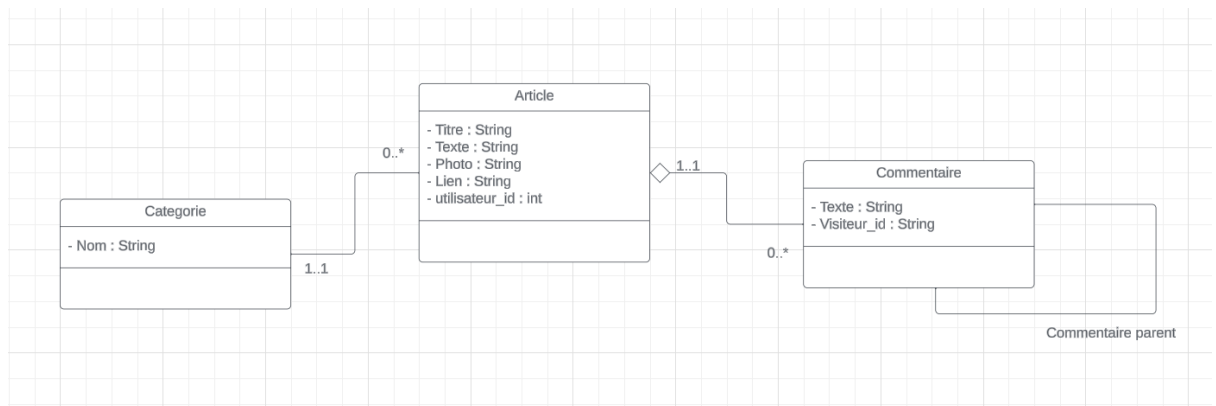 Article
- Titre : String
- Texte : String
- Photo : String
- Lien : String
- utilisateur_id : int
0..*
1..1
Categorie
- Nom : String
1..1
Commentaire
- Texte : String
- Visiteur_id : String
0..*
Commentaire parent